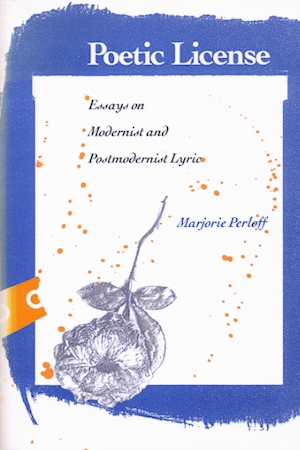 Poetic License
Essays on
Modernist and
Postmodernist Lyric
Marjorie Perloff